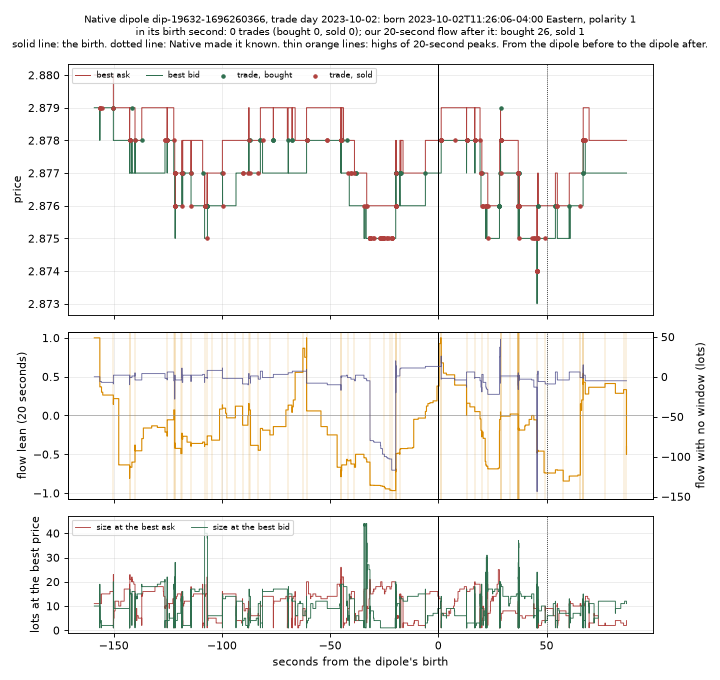 Native dipole dip-19632-1696260366, trade day 2023-10-02: born 2023-10-02T11:26:06-04:00 Eastern, polarity 1
in its birth second: 0 trades (bought 0, sold 0); our 20-second flow after it: bought 26, sold 1
solid line: the birth. dotted line: Native made it known. thin orange lines: highs of 20-second peaks. From the dipole before to the dipole after.
best ask best bid trade, bought trade, sold
2.880
2.879
2.878
2.877
2.876
2.875
2.874
2.873
price
1.0
0.5
0.0
−0.5
−1.0
flow lean (20 seconds)
50
0
−50
−100
−150
flow with no window (lots)
size at the best ask size at the best bid
40
30
20
10
0
lots at the best price
−150 −100 −50 0 50
seconds from the dipole's birth